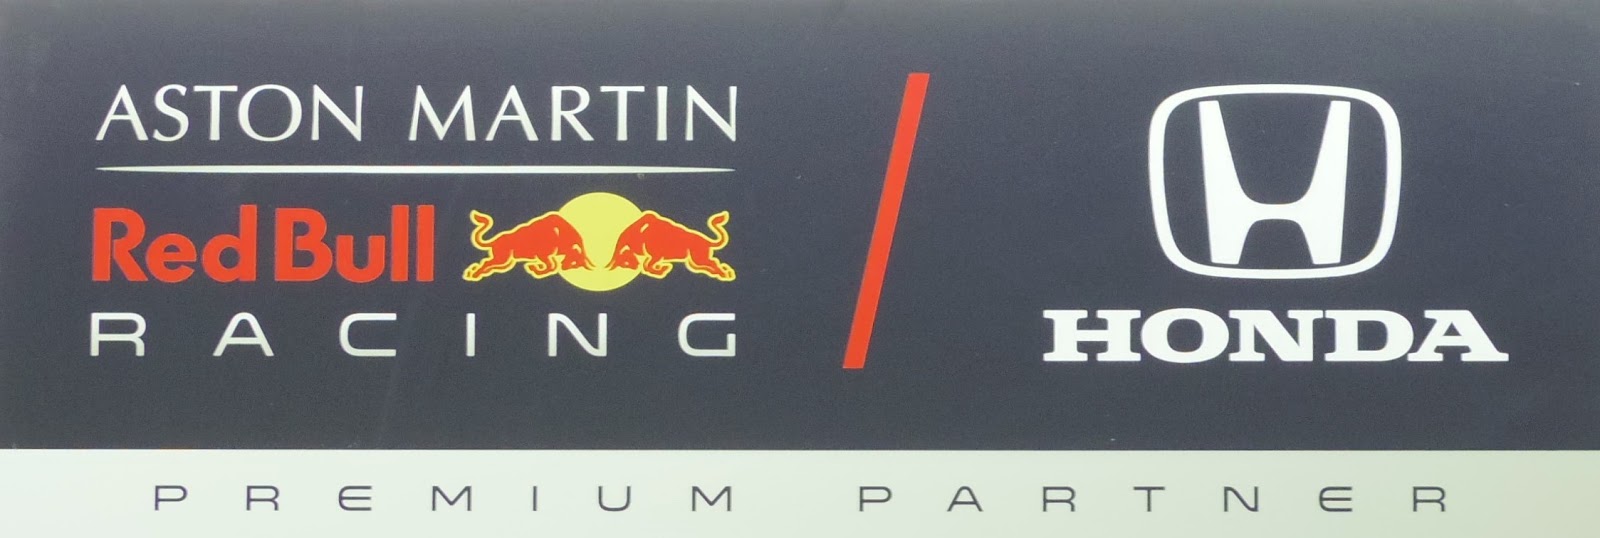 ASTON MARTIN
Red Bull
RACING
HONDA
PREMIUM PARTNER